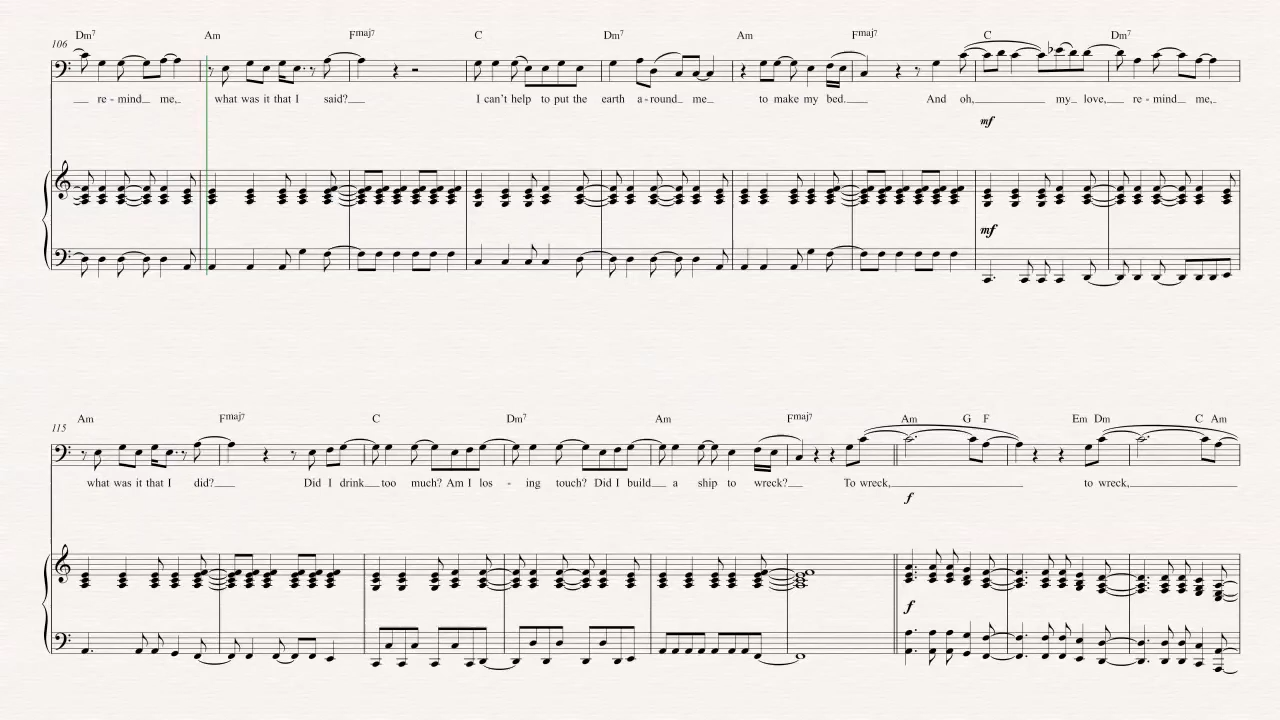 Dm7 Am Fmaj7 C Dm7 Am Fmaj7 C Dm7
106
re - mind me, what was it that I said? I can't help to put the earth a - round me to make my bed. And oh, my love, re - mind me,
mf
mf
Am Fmaj7 C Dm7 Am Fmaj7 Am G F Em Dm C Am
115
what was it that I did? Did I drink too much? Am I los - ing touch? Did I build a ship to wreck? To wreck, to wreck,
f
f